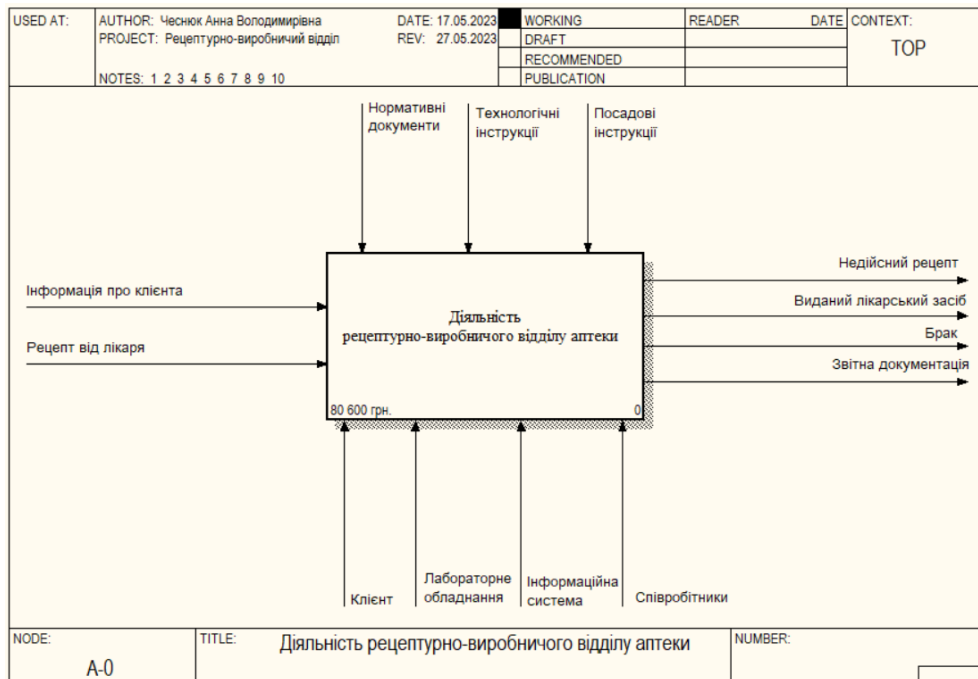 USED AT:
AUTHOR: Чеснюк Анна Володимирівна
DATE: 17.05.2023
PROJECT: Рецептурно-виробничий відділ
REV: 27.05.2023
NOTES: 1 2 3 4 5 6 7 8 9 10
WORKING
DRAFT
RECOMMENDED
PUBLICATION
READER
DATE
CONTEXT:
TOP
Нормативні
документи
Технологічні
інструкції
Посадові
інструкції
Інформація про клієнта
Рецепт від лікаря
Діяльність
рецептурно-виробничого відділу аптеки
80 600 грн.
0
Недійсний рецепт
Виданий лікарський засіб
Брак
Звітна документація
Клієнт
Лабораторне
обладнання
Інформаційна
система
Співробітники
NODE:
A-0
TITLE:
Діяльність рецептурно-виробничого відділу аптеки
NUMBER: